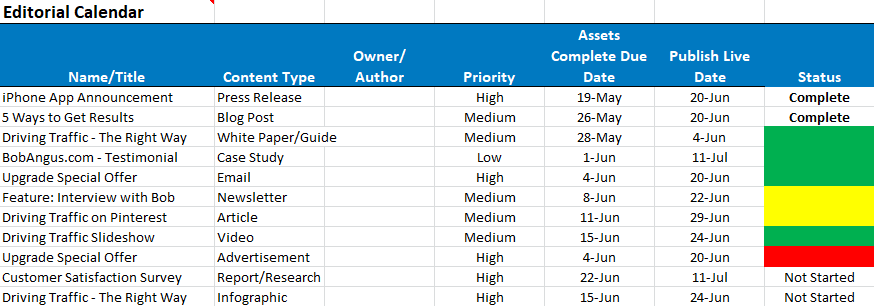 Editorial Calendar
Name/Title Content Type Owner/ Author Priority Assets Complete Due Date Publish Live Date Status
iPhone App Announcement Press Release High 19-May 20-Jun Complete
5 Ways to Get Results Blog Post Medium 26-May 20-Jun Complete
Driving Traffic - The Right Way White Paper/Guide Medium 28-May 4-Jun
BobAngus.com - Testimonial Case Study Low 1-Jun 11-Jul
Upgrade Special Offer Email High 4-Jun 20-Jun
Feature: Interview with Bob Newsletter Medium 8-Jun 22-Jun
Driving Traffic on Pinterest Article Medium 11-Jun 29-Jun
Driving Traffic Slideshow Video Medium 15-Jun 24-Jun
Upgrade Special Offer Advertisement High 4-Jun 20-Jun
Customer Satisfaction Survey Report/Research High 22-Jun 11-Jul Not Started
Driving Traffic - The Right Way Infographic High 15-Jun 24-Jun Not Started